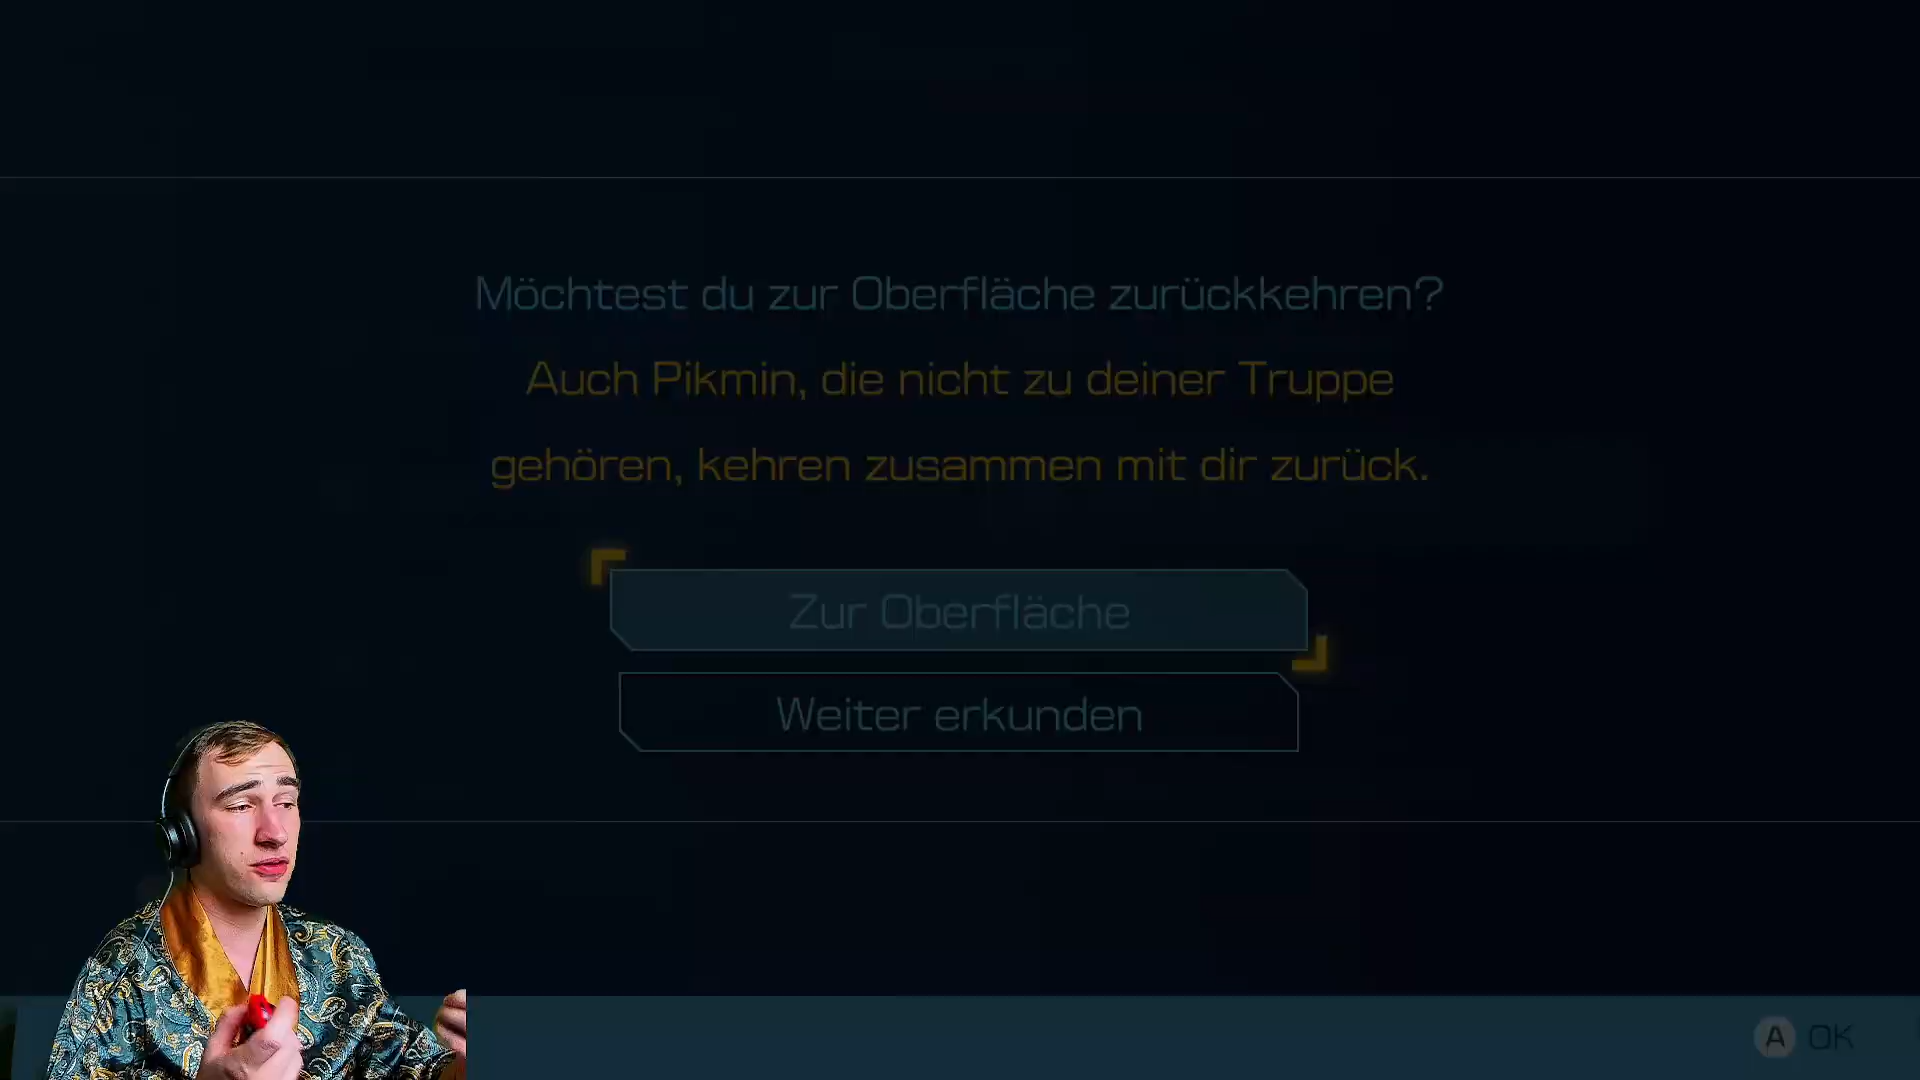 Möchtest du zur Oberfläche zurückkehren?
Auch Pikmin, die nicht zu deiner Truppe
gehören, kehren zusammen mit dir zurück.
Zur Oberfläche
Weiter erkunden
A OK